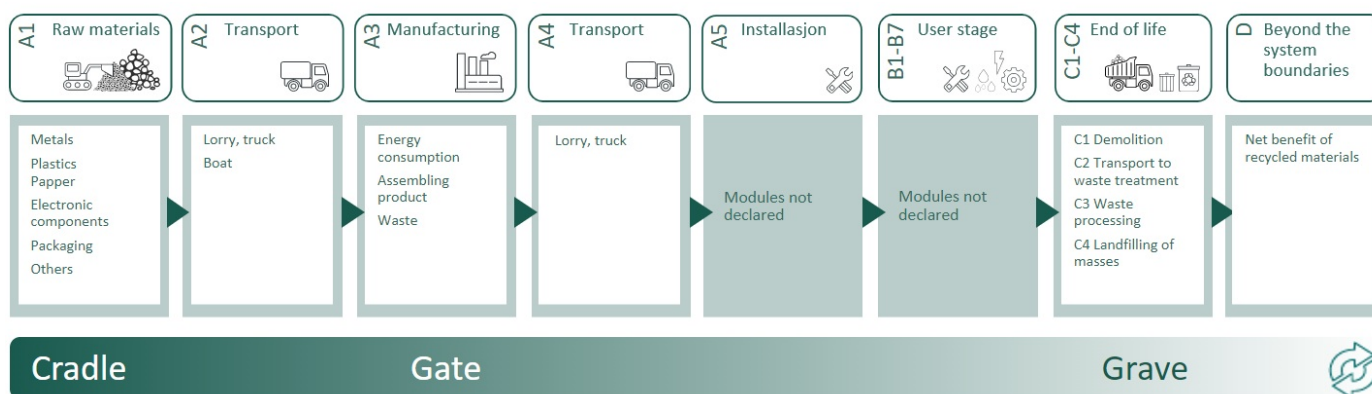 A1 Raw materials
A2 Transport
A3 Manufacturing
A4 Transport
A5 Installasjon
B1-B7 User stage
C1-C4 End of life
D Beyond the
system
boundaries
Metals
Plastics
Papper
Electronic
components
Packaging
Others
Lorry, truck
Boat
Energy
consumption
Assembling
product
Waste
Lorry, truck
Modules not
declared
Modules not
declared
C1 Demolition
C2 Transport to
waste treatment
C3 Waste
processing
C4 Landfilling of
masses
Net benefit of
recycled materials
Cradle
Gate
Grave